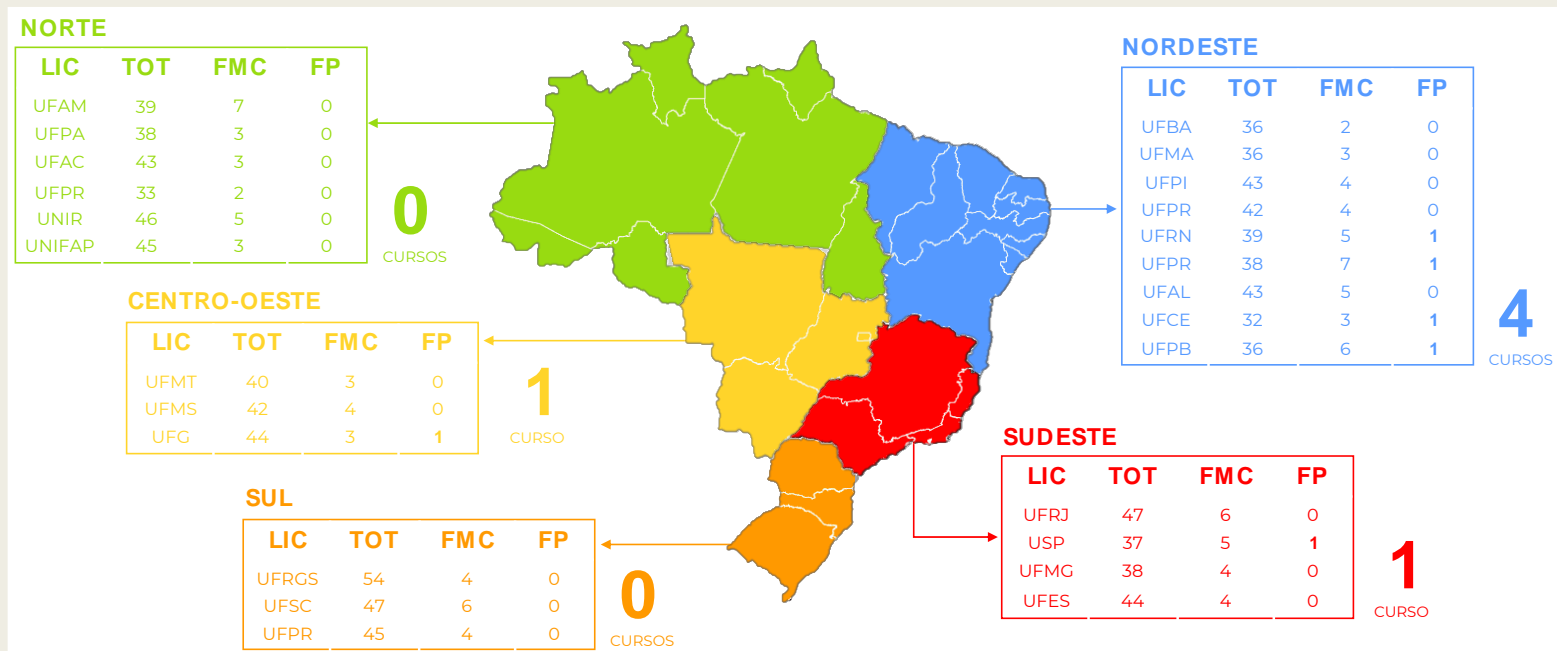 NORTE
LIC TOT FMC FP
UFAM 39 7 0
UFPA 38 3 0
UFAC 43 3 0
UFPR 33 2 0
UNIR 46 5 0
UNIFAP 45 3 0
0
CURSOS
NORDESTE
LIC TOT FMC FP
UFBA 36 2 0
UFMA 36 3 0
UFPI 43 4 0
UFPR 42 4 0
UFRN 39 5 1
UFPR 38 7 1
UFAL 43 5 0
UFCE 32 3 1
UFPB 36 6 1
4
CURSOS
CENTRO-OESTE
LIC TOT FMC FP
UFMT 40 3 0
UFMS 42 4 0
UFG 44 3 1
1
CURSO
SUDESTE
LIC TOT FMC FP
UFRJ 47 6 0
USP 37 5 1
UFMG 38 4 0
UFES 44 4 0
1
CURSO
SUL
LIC TOT FMC FP
UFRGS 54 4 0
UFSC 47 6 0
UFPR 45 4 0
0
CURSOS